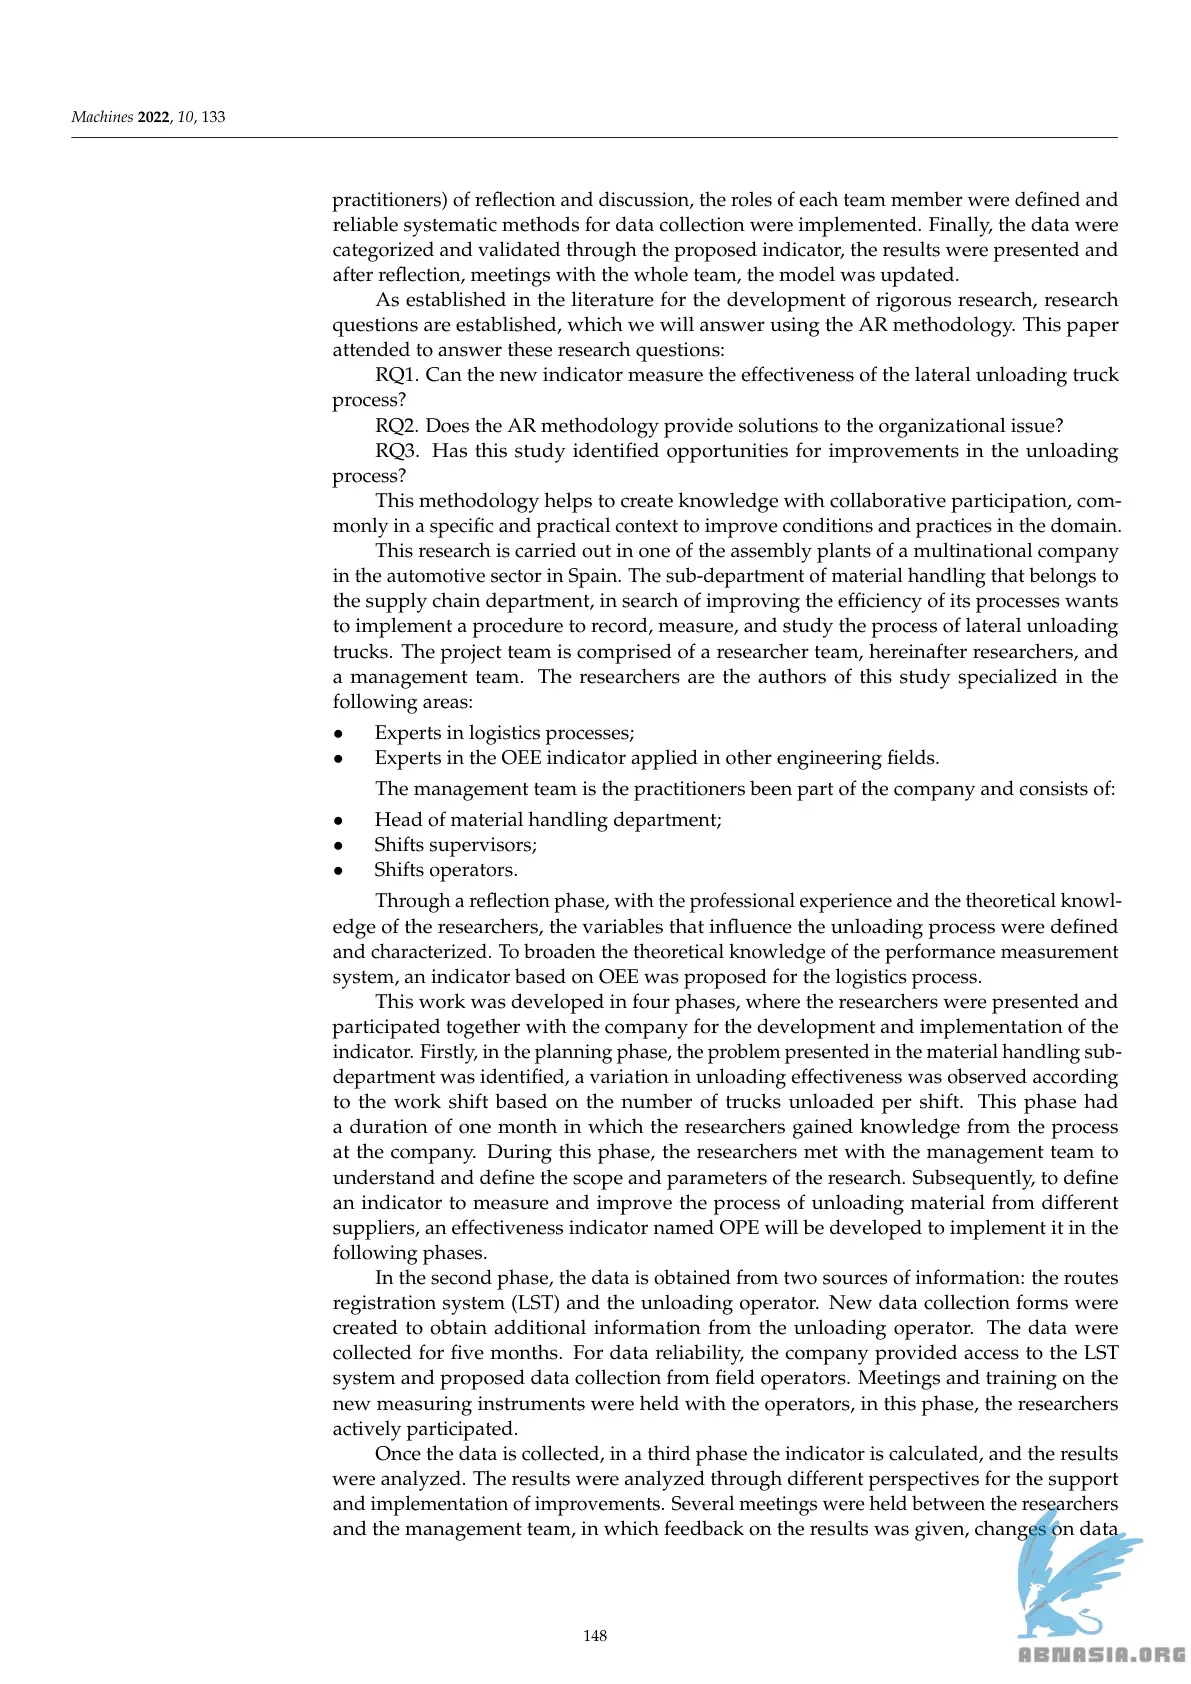 Machines 2022, 10, 133
practitioners) of reflection and discussion, the roles of each team member were defined and
reliable systematic methods for data collection were implemented. Finally, the data were
categorized and validated through the proposed indicator, the results were presented and
after reflection, meetings with the whole team, the model was updated.
As established in the literature for the development of rigorous research, research
questions are established, which we will answer using the AR methodology. This paper
attended to answer these research questions:
RQ1. Can the new indicator measure the effectiveness of the lateral unloading truck
process?
RQ2. Does the AR methodology provide solutions to the organizational issue?
RQ3. Has this study identified opportunities for improvements in the unloading
process?
This methodology helps to create knowledge with collaborative participation, com-
monly in a specific and practical context to improve conditions and practices in the domain.
This research is carried out in one of the assembly plants of a multinational company
in the automotive sector in Spain. The sub-department of material handling that belongs to
the supply chain department, in search of improving the efficiency of its processes wants
to implement a procedure to record, measure, and study the process of lateral unloading
trucks. The project team is comprised of a researcher team, hereinafter researchers, and
a management team. The researchers are the authors of this study specialized in the
following areas:
● Experts in logistics processes;
● Experts in the OEE indicator applied in other engineering fields.
The management team is the practitioners been part of the company and consists of:
● Head of material handling department;
● Shifts supervisors;
● Shifts operators.
Through a reflection phase, with the professional experience and the theoretical knowl-
edge of the researchers, the variables that influence the unloading process were defined
and characterized. To broaden the theoretical knowledge of the performance measurement
system, an indicator based on OEE was proposed for the logistics process.
This work was developed in four phases, where the researchers were presented and
participated together with the company for the development and implementation of the
indicator. Firstly, in the planning phase, the problem presented in the material handling sub-
department was identified, a variation in unloading effectiveness was observed according
to the work shift based on the number of trucks unloaded per shift. This phase had
a duration of one month in which the researchers gained knowledge from the process
at the company. During this phase, the researchers met with the management team to
understand and define the scope and parameters of the research. Subsequently, to define
an indicator to measure and improve the process of unloading material from different
suppliers, an effectiveness indicator named OPE will be developed to implement it in the
following phases.
In the second phase, the data is obtained from two sources of information: the routes
registration system (LST) and the unloading operator. New data collection forms were
created to obtain additional information from the unloading operator. The data were
collected for five months. For data reliability, the company provided access to the LST
system and proposed data collection from field operators. Meetings and training on the
new measuring instruments were held with the operators, in this phase, the researchers
actively participated.
Once the data is collected, in a third phase the indicator is calculated, and the results
were analyzed. The results were analyzed through different perspectives for the support
and implementation of improvements. Several meetings were held between the researchers
and the management team, in which feedback on the results was given, changes on data
148
ABNASIA.ORG